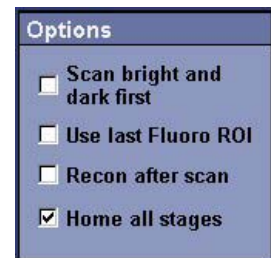 Options
Scan bright and
dark first
Use last Fluoro ROI
Recon after scan
Home all stages